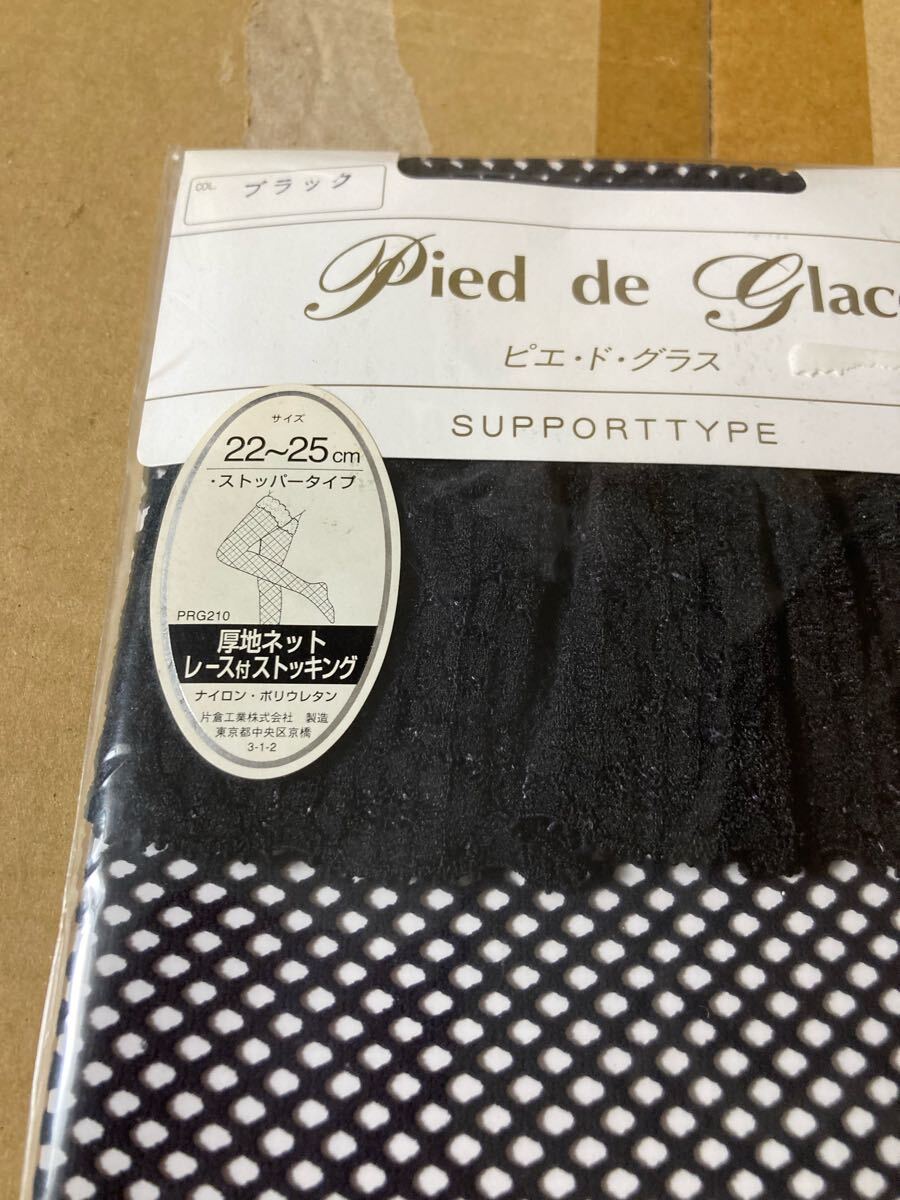 COL. ブラック
Pied de Glace
ピエ・ド・グラス
SUPPORTTYPE
サイズ
22〜25cm
・ストッパータイプ
PRG210
厚地ネット
レース付ストッキング
ナイロン・ポリウレタン
片倉工業株式会社 製造
東京都中央区京橋
3-1-2